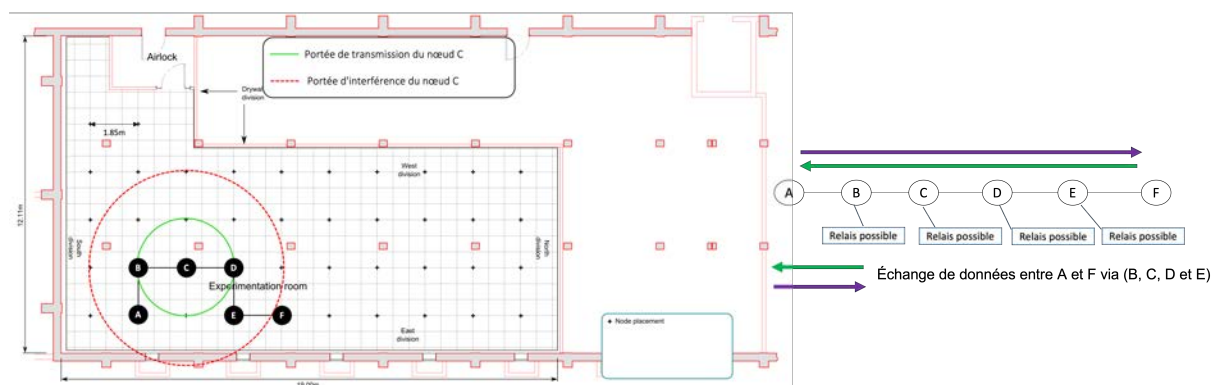 Portée de transmission du nœud C
Portée d'interférence du nœud C
Airlock
Drywall
division
1.85m
12.11m
West
division
South
division
North
division
B
C
D
A
E
F
Experimentation room
East
division
Node placement
A
B
C
D
E
F
Relais possible
Relais possible
Relais possible
Relais possible
Échange de données entre A et F via (B, C, D et E)